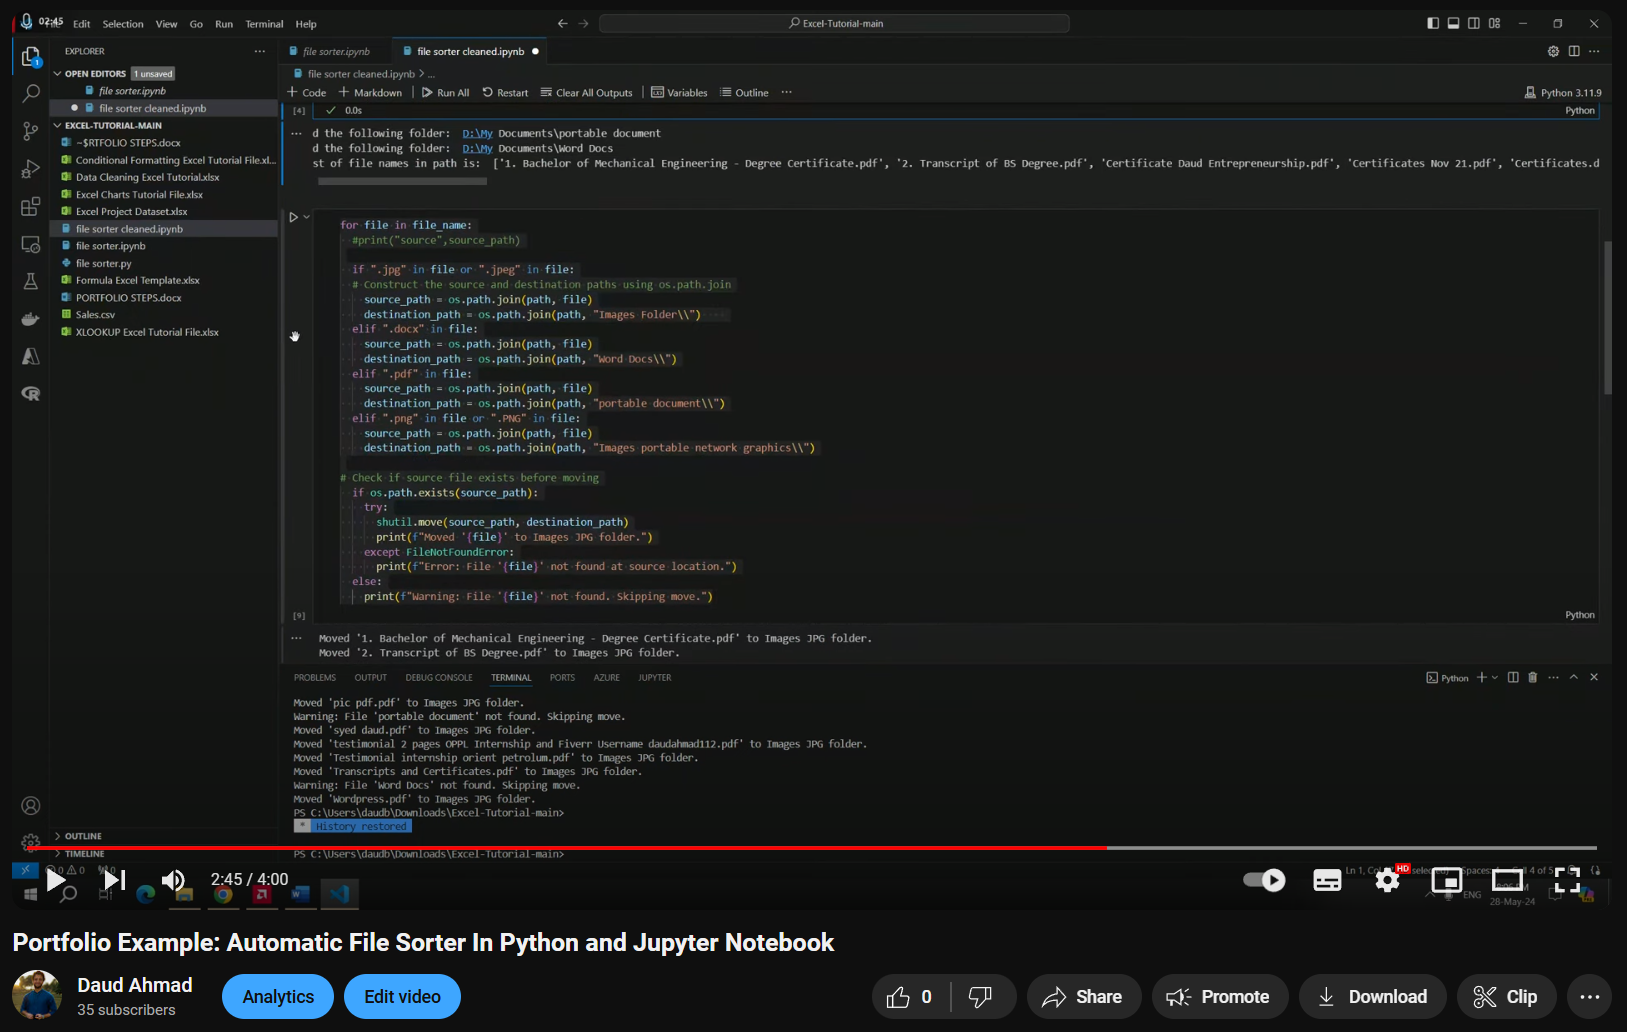 02:45
Edit Selection View Go Run Terminal Help
Excel-Tutorial-main
EXPLORER
file sorter.ipynb
file sorter cleaned.ipynb
OPEN EDITORS 1 unsaved
file sorter.ipynb
file sorter cleaned.ipynb
EXCEL-TUTORIAL-MAIN
~$RTFOLIO STEPS.docx
Conditional Formatting Excel Tutorial File.xl...
Data Cleaning Excel Tutorial.xlsx
Excel Charts Tutorial File.xlsx
Excel Project Dataset.xlsx
file sorter cleaned.ipynb
file sorter.ipynb
file sorter.py
Formula Excel Template.xlsx
PORTFOLIO STEPS.docx
Sales.csv
XLOOKUP Excel Tutorial File.xlsx
OUTLINE
TIMELINE
file sorter cleaned.ipynb > ...
+ Code + Markdown Run All Restart Clear All Outputs Variables Outline ...
Python 3.11.9
[4] 0.0s Python
d the following folder: D:\My Documents\portable document
d the following folder: D:\My Documents\Word Docs
st of file names in path is: ['1. Bachelor of Mechanical Engineering - Degree Certificate.pdf', '2. Transcript of BS Degree.pdf', 'Certificate Daud Entrepreneurship.pdf', 'Certificates Nov 21.pdf', 'Certificates.d
for file in file_name:
#print("source",source_path)
if ".jpg" in file or ".jpeg" in file:
# Construct the source and destination paths using os.path.join
source_path = os.path.join(path, file)
destination_path = os.path.join(path, "Images Folder\\")
elif ".docx" in file:
source_path = os.path.join(path, file)
destination_path = os.path.join(path, "Word Docs\\")
elif ".pdf" in file:
source_path = os.path.join(path, file)
destination_path = os.path.join(path, "portable document\\")
elif ".png" in file or ".PNG" in file:
source_path = os.path.join(path, file)
destination_path = os.path.join(path, "Images portable network graphics\\")
# Check if source file exists before moving
if os.path.exists(source_path):
try:
shutil.move(source_path, destination_path)
print(f"Moved '{file}' to Images JPG folder.")
except FileNotFoundError:
print(f"Error: File '{file}' not found at source location.")
else:
print(f"Warning: File '{file}' not found. Skipping move.")
[9] Python
Moved '1. Bachelor of Mechanical Engineering - Degree Certificate.pdf' to Images JPG folder.
Moved '2. Transcript of BS Degree.pdf' to Images JPG folder.
PROBLEMS OUTPUT DEBUG CONSOLE TERMINAL PORTS AZURE JUPYTER
Python
Moved 'pic pdf.pdf' to Images JPG folder.
Warning: File 'portable document' not found. Skipping move.
Moved 'syed daud.pdf' to Images JPG folder.
Moved 'testimonial 2 pages OPPL Internship and Fiverr Username daudahmad112.pdf' to Images JPG folder.
Moved 'Testimonial internship orient petrolum.pdf' to Images JPG folder.
Moved 'Transcripts and Certificates.pdf' to Images JPG folder.
Warning: File 'Word Docs' not found. Skipping move.
Moved 'Wordpress.pdf' to Images JPG folder.
PS C:\Users\daudb\Downloads\Excel-Tutorial-main>
* History restored
PS C:\Users\daudb\Downloads\Excel-Tutorial-main>
2:45 / 4:00
HD
ENG
28-May-24
Portfolio Example: Automatic File Sorter In Python and Jupyter Notebook
Daud Ahmad
35 subscribers
Analytics
Edit video
0
Share
Promote
Download
Clip